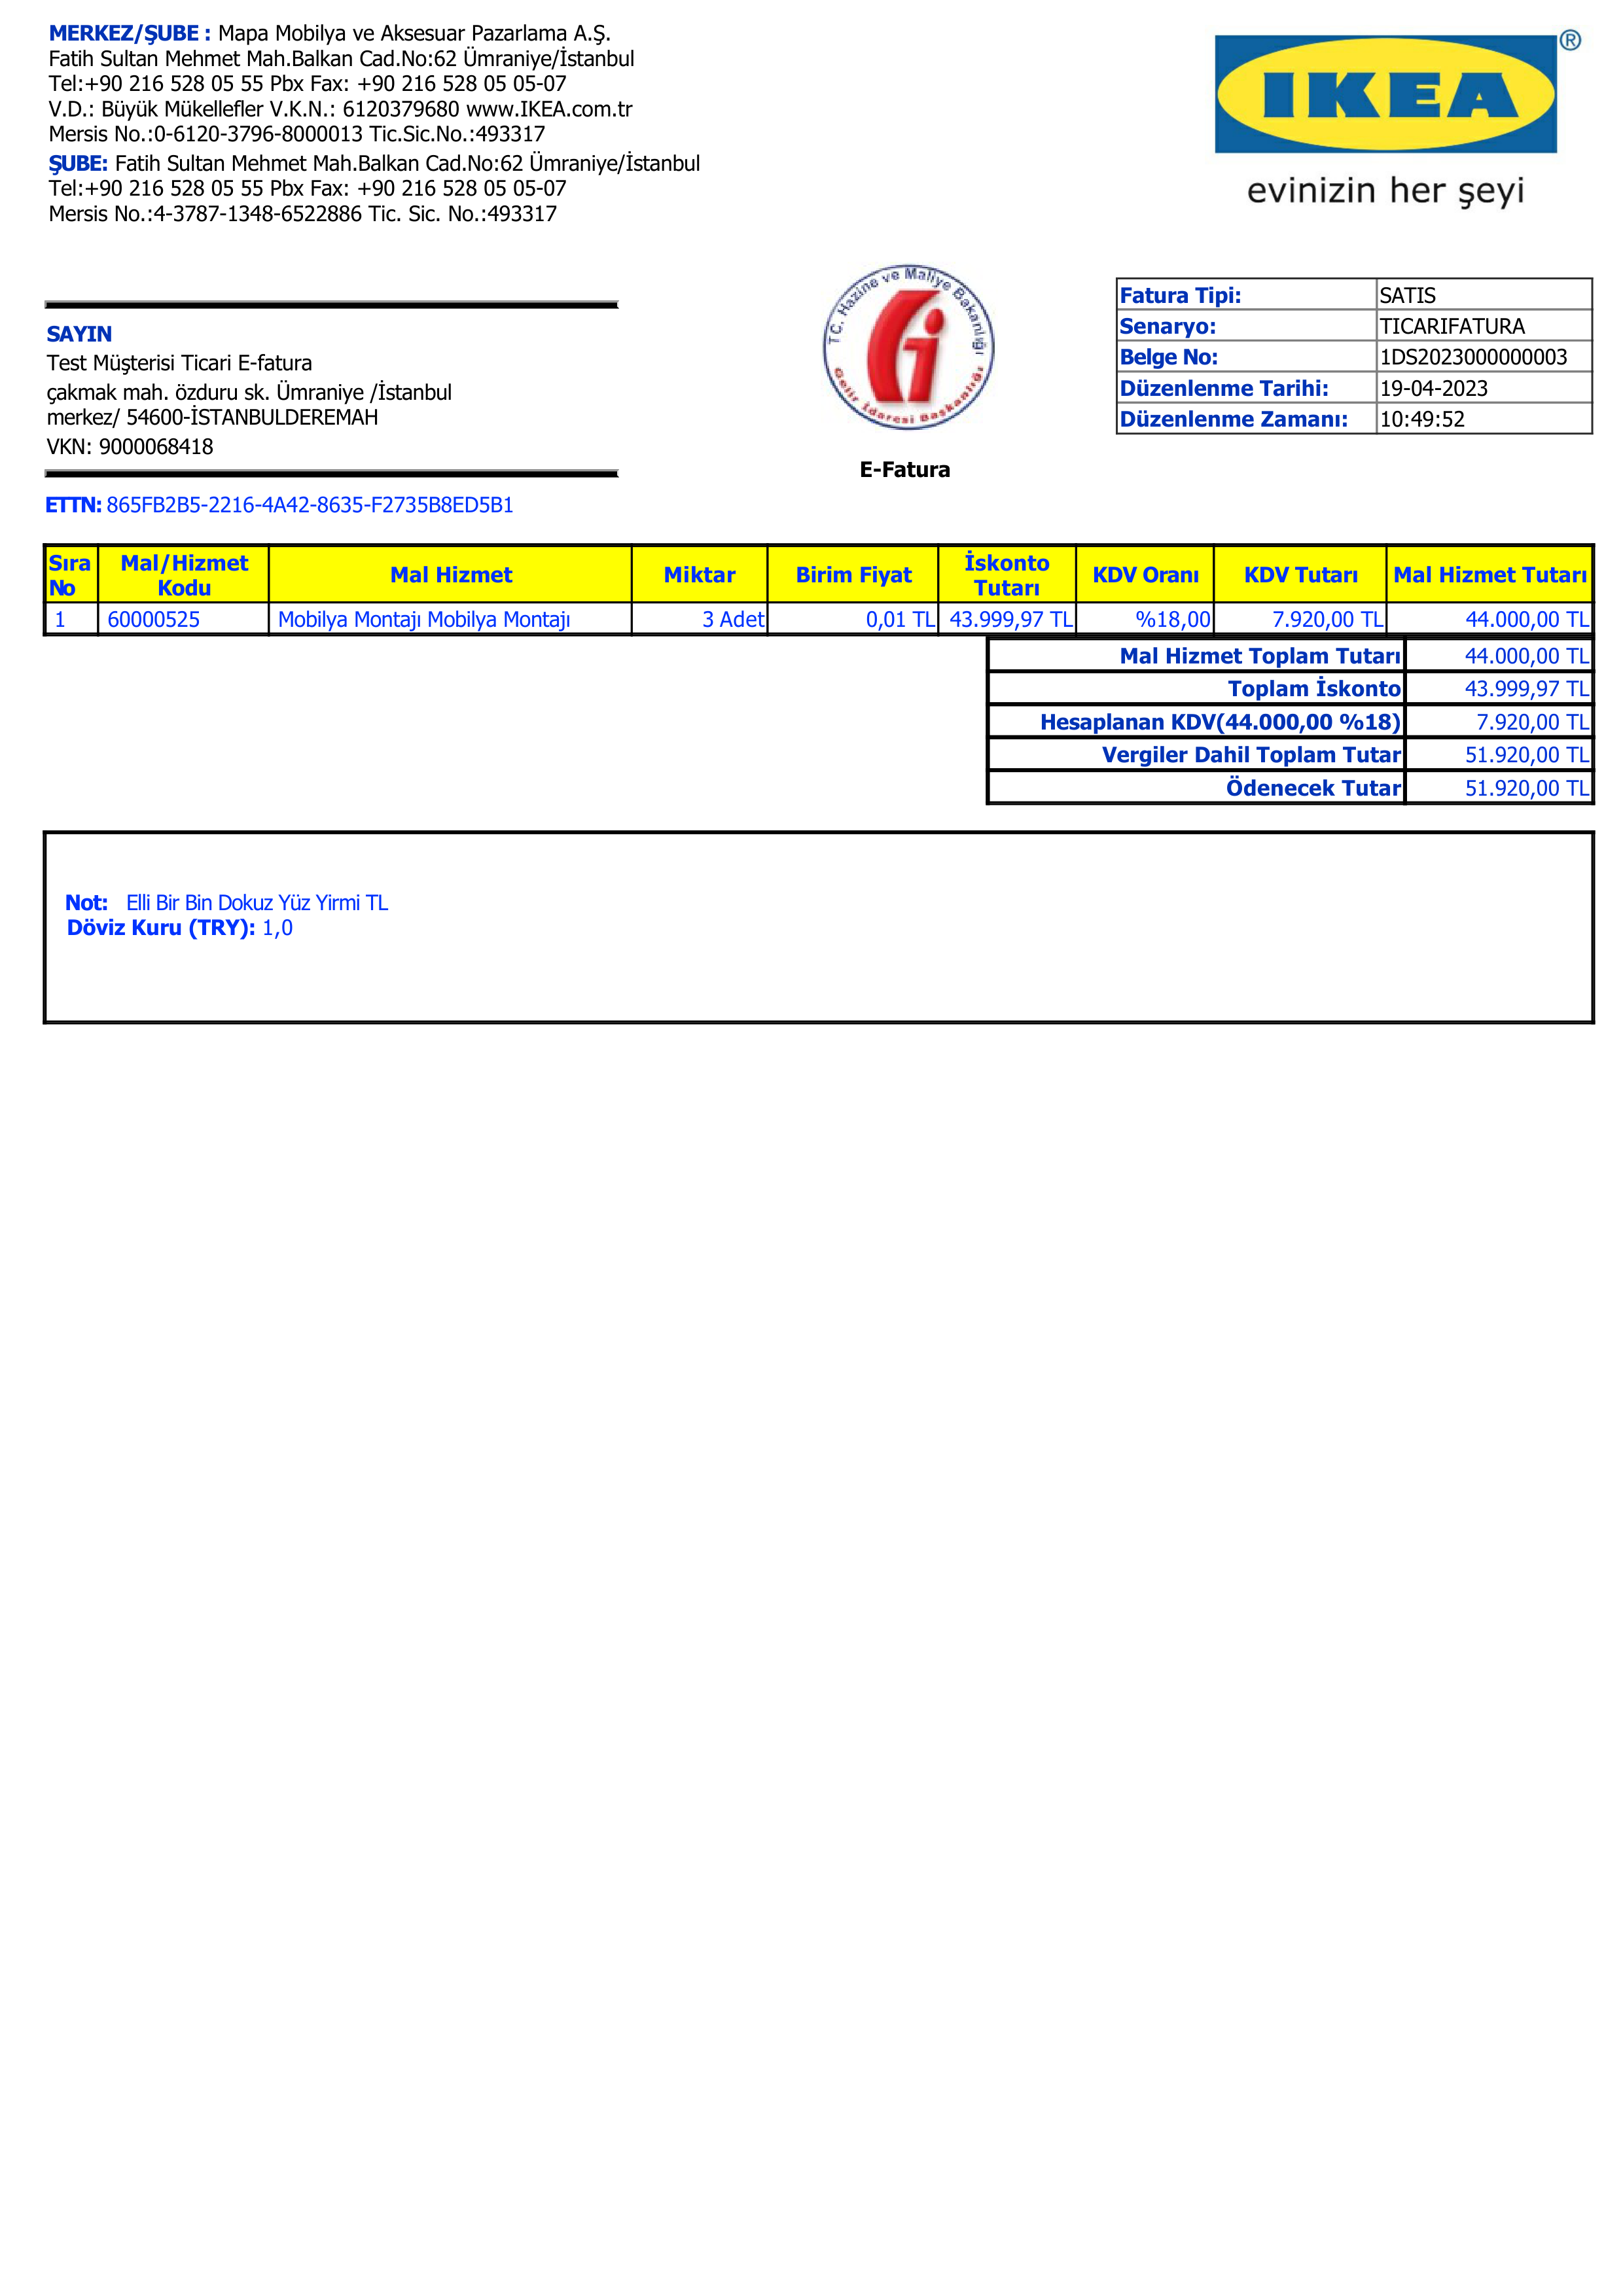 MERKEZ/ŞUBE : Mapa Mobilya ve Aksesuar Pazarlama A.Ş.
Fatih Sultan Mehmet Mah.Balkan Cad.No:62 Ümraniye/İstanbul
Tel:+90 216 528 05 55 Pbx Fax: +90 216 528 05 05-07
V.D.: Büyük Mükellefler V.K.N.: 6120379680 www.IKEA.com.tr
Mersis No.:0-6120-3796-8000013 Tic.Sic.No.:493317
ŞUBE: Fatih Sultan Mehmet Mah.Balkan Cad.No:62 Ümraniye/İstanbul
Tel:+90 216 528 05 55 Pbx Fax: +90 216 528 05 05-07
Mersis No.:4-3787-1348-6522886 Tic. Sic. No.:493317
IKEA ®
evinizin her şeyi
SAYIN
Test Müşterisi Ticari E-fatura
çakmak mah. özduru sk. Ümraniye /İstanbul
merkez/ 54600-İSTANBULDEREMAH
VKN: 9000068418
ETTN: 865FB2B5-2216-4A42-8635-F2735B8ED5B1
TC. Hazine ve Maliye Bakanlığı
Gelir İdaresi Başkanlığı
E-Fatura
Fatura Tipi: SATIS
Senaryo: TICARIFATURA
Belge No: 1DS2023000000003
Düzenlenme Tarihi: 19-04-2023
Düzenlenme Zamanı: 10:49:52
Sıra No Mal/Hizmet Kodu Mal Hizmet Miktar Birim Fiyat İskonto Tutarı KDV Oranı KDV Tutarı Mal Hizmet Tutarı
1 60000525 Mobilya Montajı Mobilya Montajı 3 Adet 0,01 TL 43.999,97 TL %18,00 7.920,00 TL 44.000,00 TL
Mal Hizmet Toplam Tutarı 44.000,00 TL
Toplam İskonto 43.999,97 TL
Hesaplanan KDV(44.000,00 %18) 7.920,00 TL
Vergiler Dahil Toplam Tutar 51.920,00 TL
Ödenecek Tutar 51.920,00 TL
Not: Elli Bir Bin Dokuz Yüz Yirmi TL
Döviz Kuru (TRY): 1,0